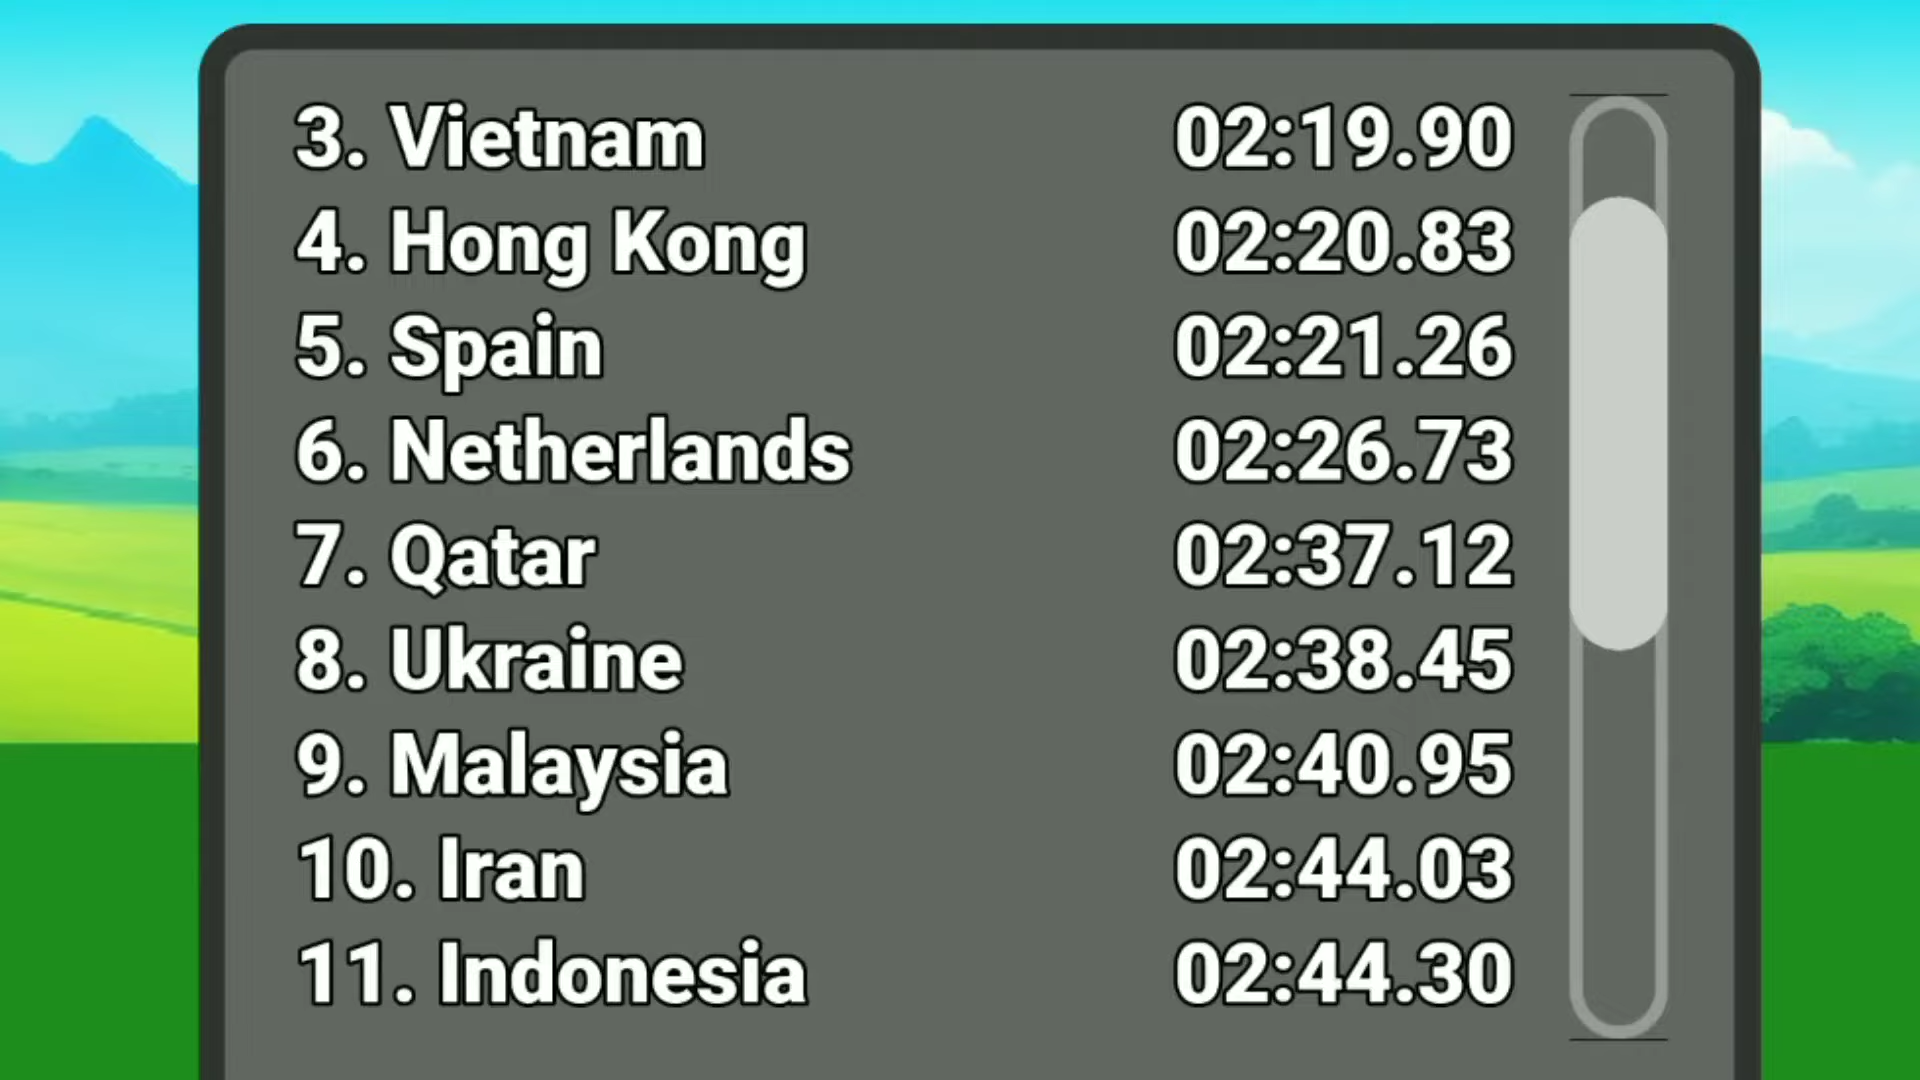 3. Vietnam 02:19.90
4. Hong Kong 02:20.83
5. Spain 02:21.26
6. Netherlands 02:26.73
7. Qatar 02:37.12
8. Ukraine 02:38.45
9. Malaysia 02:40.95
10. Iran 02:44.03
11. Indonesia 02:44.30